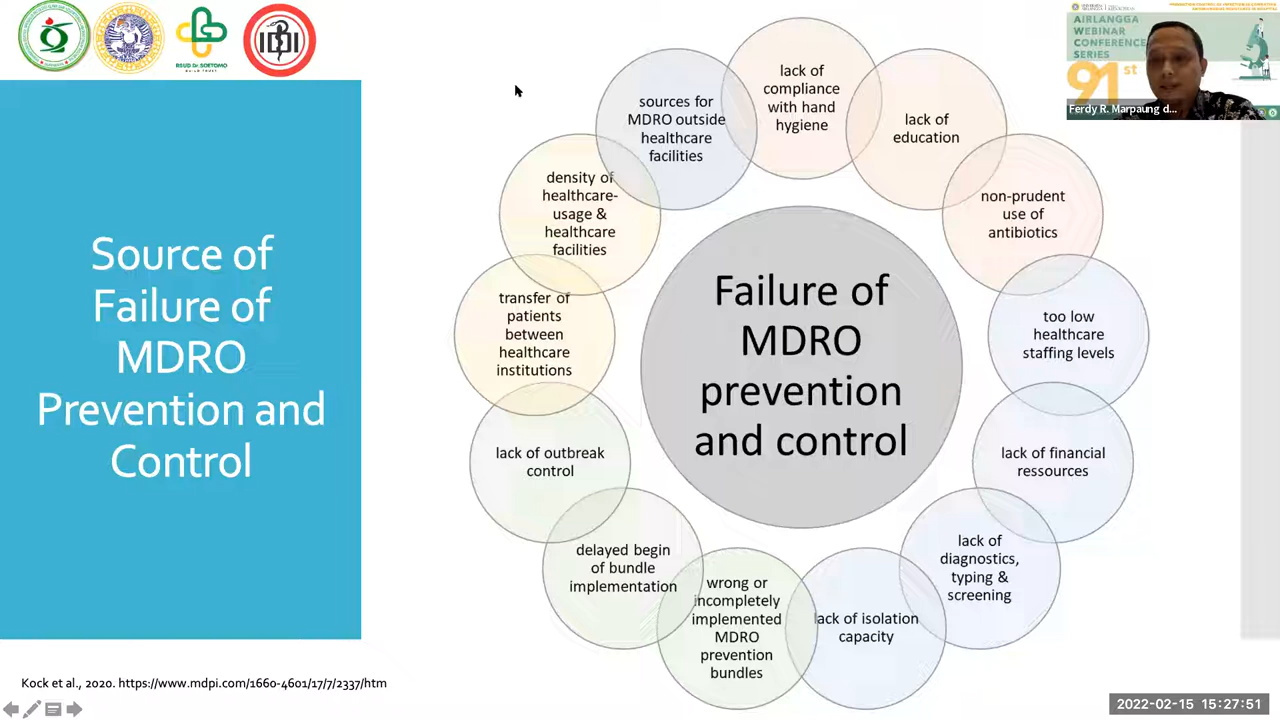 RSUD Dr. SOETOMO
IDI
Source of
Failure of
MDRO
Prevention and
Control
lack of
compliance
with hand
hygiene
lack of
education
non-prudent
use of
antibiotics
too low
healthcare
staffing levels
lack of financial
ressources
lack of
diagnostics,
typing &
screening
lack of isolation
capacity
wrong or
incompletely
implemented
MDRO
prevention
bundles
delayed begin
of bundle
implementation
lack of outbreak
control
transfer of
patients
between
healthcare
institutions
density of
healthcare-
usage &
healthcare
facilities
sources for
MDRO outside
healthcare
facilities
Failure of
MDRO
prevention
and control
AIRLANGGA
WEBINAR
CONFERENCE
SERIES
91st
Ferdy R. Marpaung d...
Kock et al., 2020. https://www.mdpi.com/1660-4601/17/7/2337/htm
2022-02-15 15:27:51